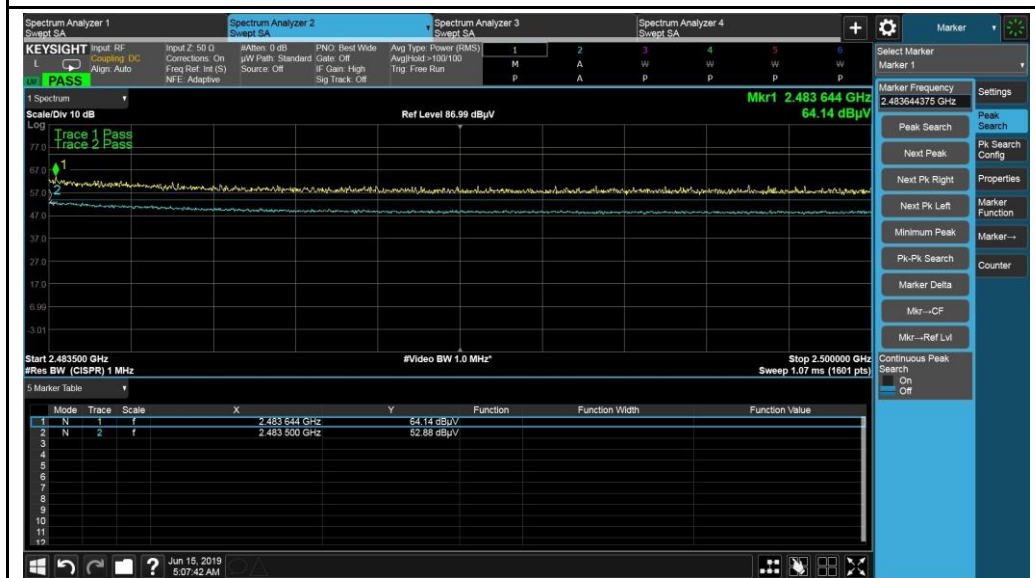 Spectrum Analyzer 1
Swept SA
Spectrum Analyzer 2
Swept SA
Spectrum Analyzer 3
Swept SA
Spectrum Analyzer 4
Swept SA
+
Marker
KEYSIGHT
L
PASS
Input: RF
Coupling: DC
Align: Auto
Input Z: 50 Ω
Corrections: On
Freq Ref: Int (S)
NFE: Adaptive
#Atten: 0 dB
µW Path: Standard
Source: Off
PNO: Best Wide
Gate: Off
IF Gain: High
Sig Track: Off
Avg Type: Power (RMS)
Avg|Hold:>100/100
Trig: Free Run
1 2 3 4 5 6
M A W W W W
P A P P P P
Select Marker
Marker 1
1 Spectrum
Scale/Div 10 dB
Ref Level 86.99 dBµV
Mkr1 2.483 644 GHz
64.14 dBµV
Log
Trace 1 Pass
Trace 2 Pass
77.0
67.0
57.0
47.0
37.0
27.0
17.0
6.99
-3.01
1
2
Start 2.483500 GHz
#Res BW (CISPR) 1 MHz
#Video BW 1.0 MHz*
Stop 2.500000 GHz
Sweep 1.07 ms (1601 pts)
Marker Frequency
2.483644375 GHz
Peak Search
Next Peak
Next Pk Right
Next Pk Left
Minimum Peak
Pk-Pk Search
Marker Delta
Mkr→CF
Mkr→Ref Lvl
Continuous Peak
Search
On
Off
Settings
Peak
Search
Pk Search
Config
Properties
Marker
Function
Marker→
Counter
5 Marker Table
Mode Trace Scale X Y Function Function Width Function Value
1 N 1 f 2.483 644 GHz 64.14 dBµV
2 N 2 f 2.483 500 GHz 52.88 dBµV
3
4
5
6
7
8
9
10
11
12
?
Jun 15, 2019
5:07:42 AM